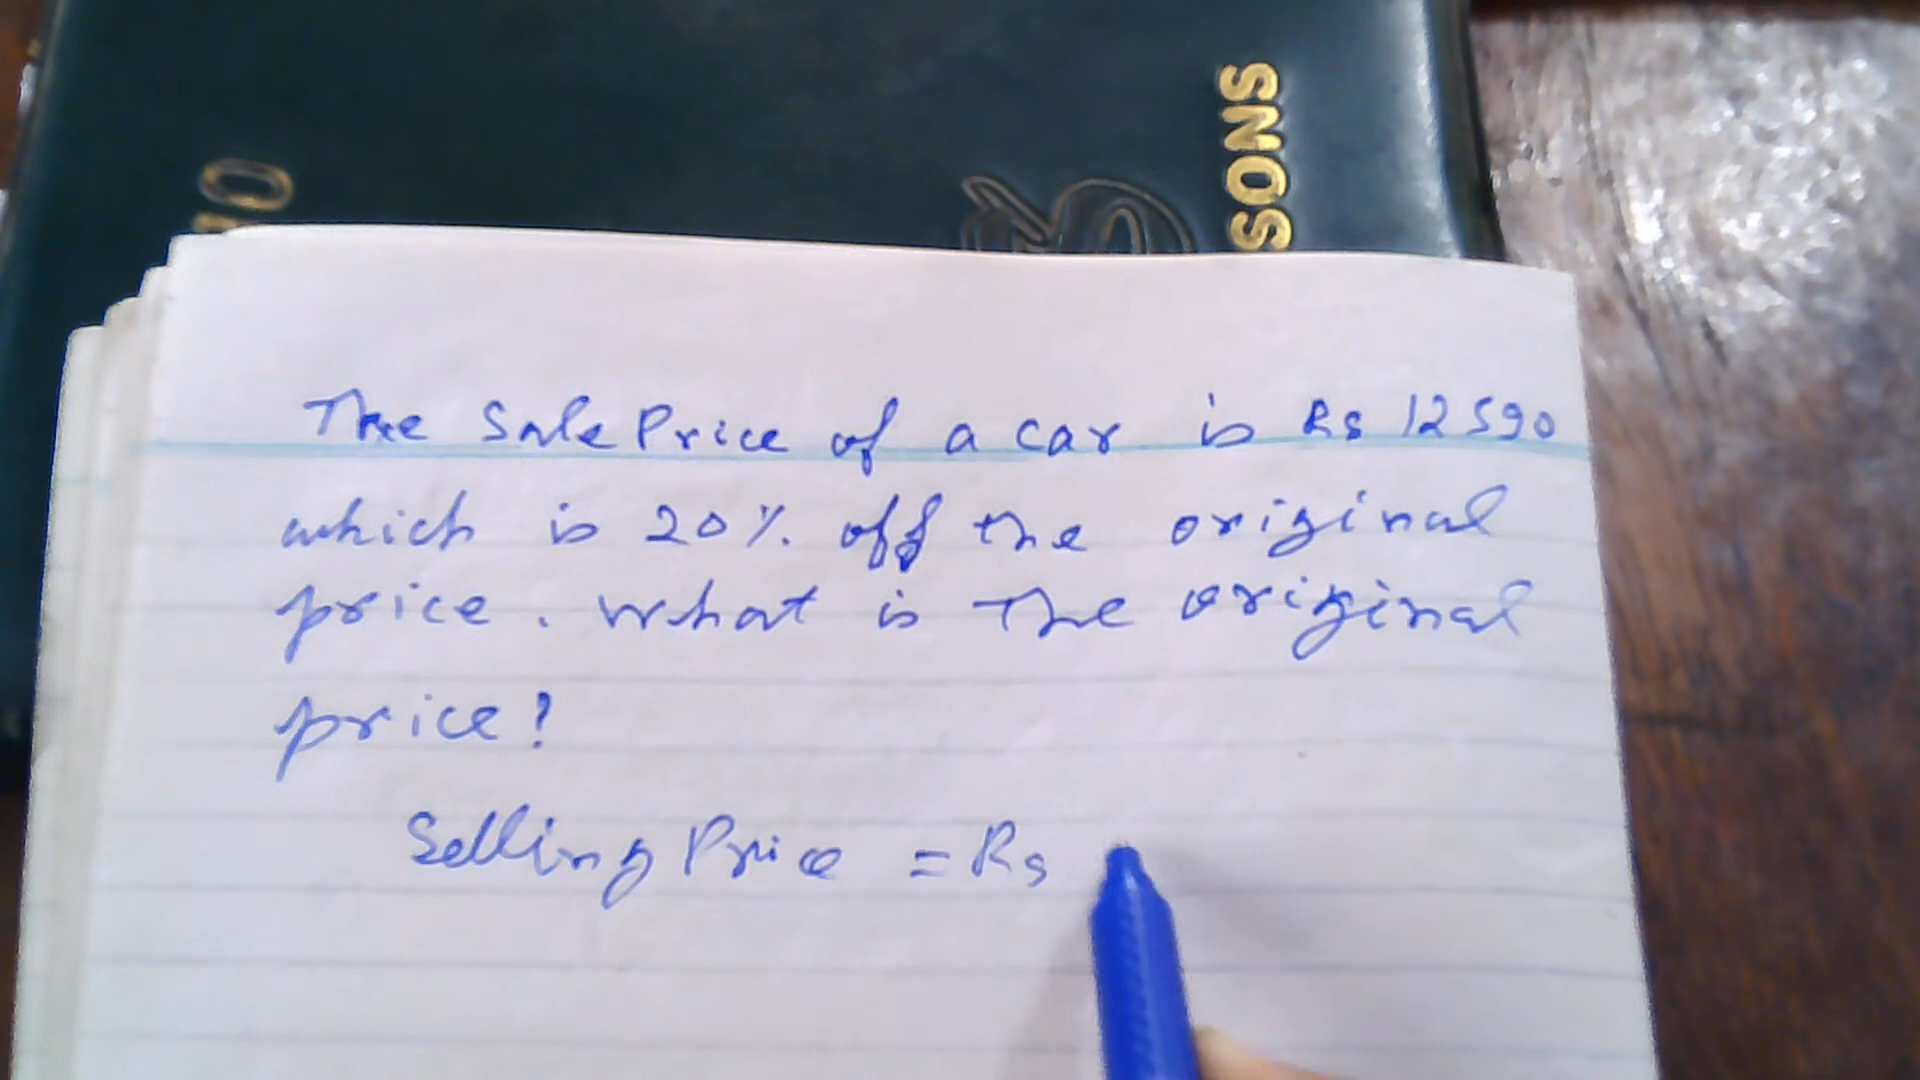 SONS
The Sale Price of a car is Rs 12590
which is 20% off the original
price. What is the original
price?
Selling Price = Rs